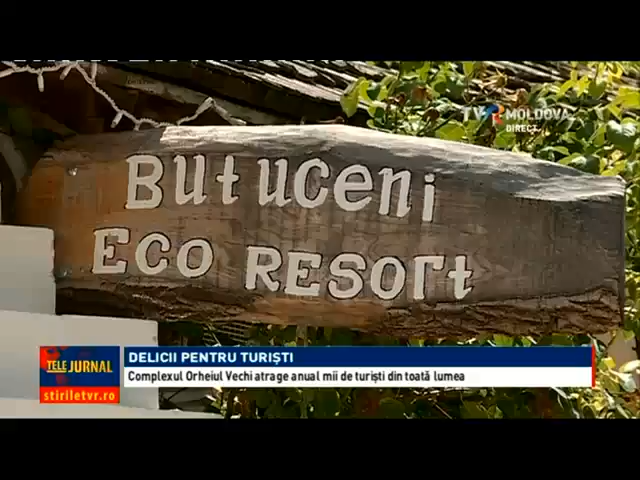 TVR MOLDOVA
DIRECT
Butuceni
Eco Resort
TELE JURNAL
stiriletvr.ro
DELICII PENTRU TURIȘTI
Complexul Orheiul Vechi atrage anual mii de turiști din toată lumea